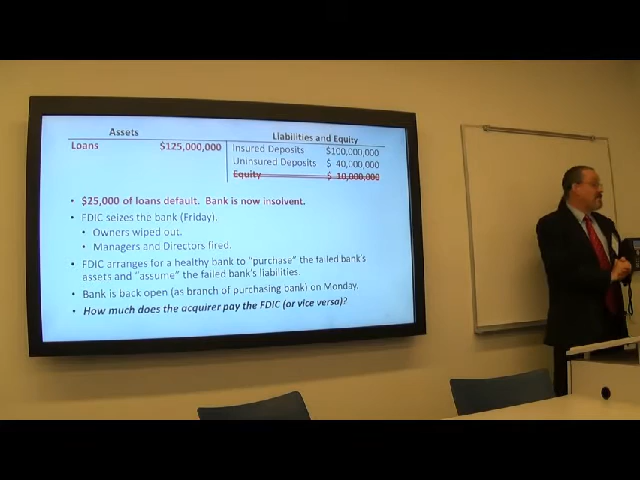 Assets Liabilities and Equity
Loans $125,000,000 Insured Deposits $100,000,000
Uninsured Deposits $ 40,000,000
Equity $ 10,000,000
• $25,000 of loans default. Bank is now insolvent.
• FDIC seizes the bank (Friday).
• Owners wiped out.
• Managers and Directors fired.
• FDIC arranges for a healthy bank to "purchase" the failed bank's
assets and "assume" the failed bank's liabilities.
• Bank is back open (as branch of purchasing bank) on Monday.
• How much does the acquirer pay the FDIC (or vice versa)?